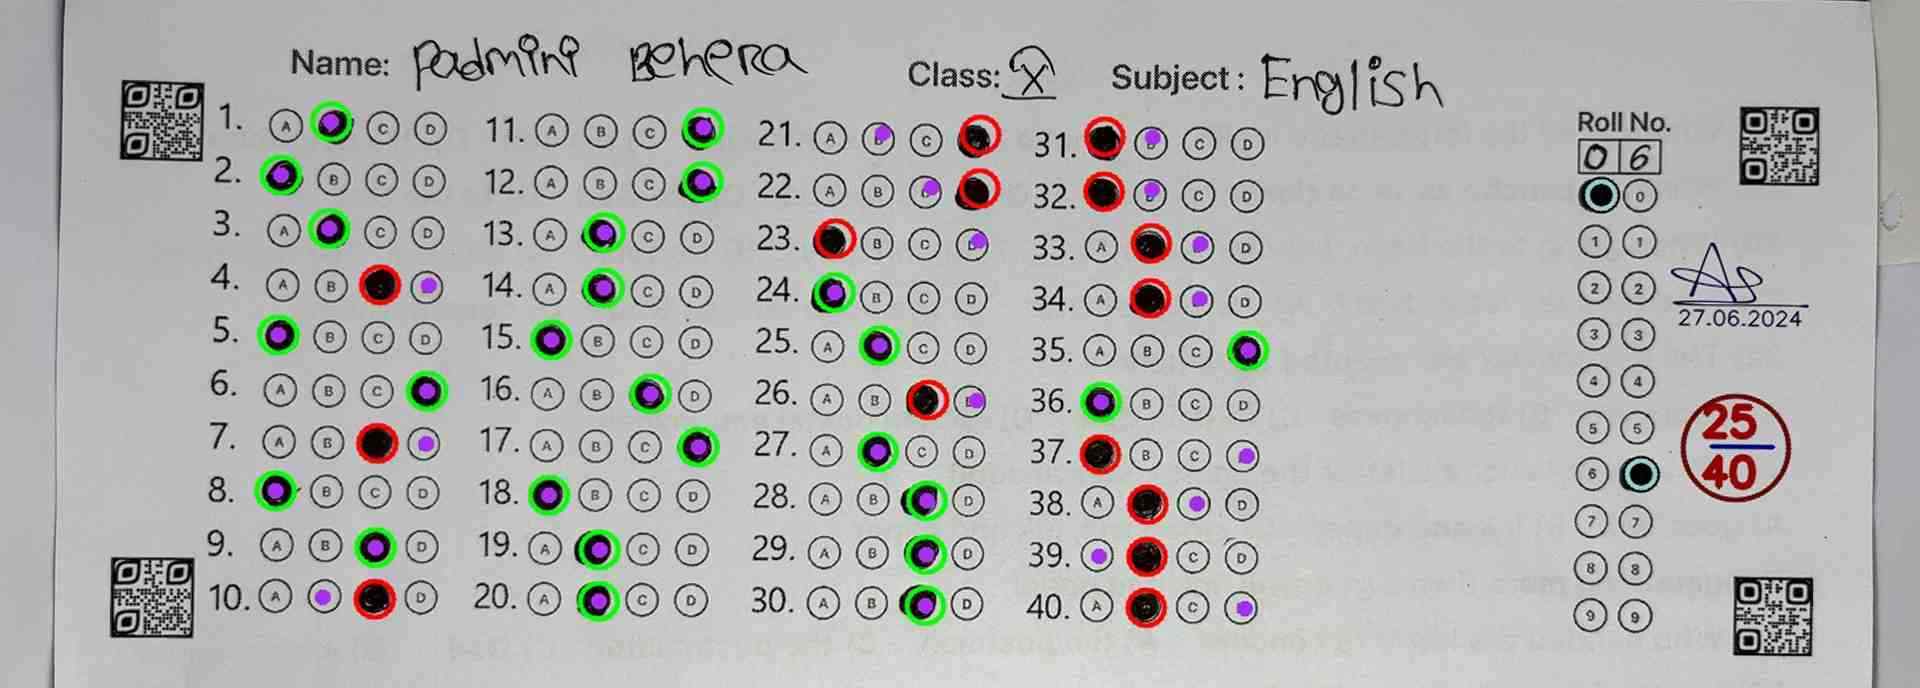 Name: Padmini Behera Class: X Subject: English
1. A C D
2. B C D
3. A C D
4. A B
5. B C D
6. A B C
7. A B
8. B C D
9. A B D
10. A D
11. A B C
12. A B C
13. A C D
14. A C D
15. B C D
16. A B D
17. A B C
18. B C D
19. A C D
20. A C D
21. A C
22. A B
23. B C
24. B C D
25. A C D
26. A B
27. A C D
28. A B D
29. A B D
30. A B D
31. C D
32. C D
33. A D
34. A D
35. A B C
36. B C D
37. B C
38. A D
39. C D
40. A C
Roll No.
0 6
0
1 1
2 2
3 3
4 4
5 5
6
7 7
8 8
9 9
27.06.2024
25
40